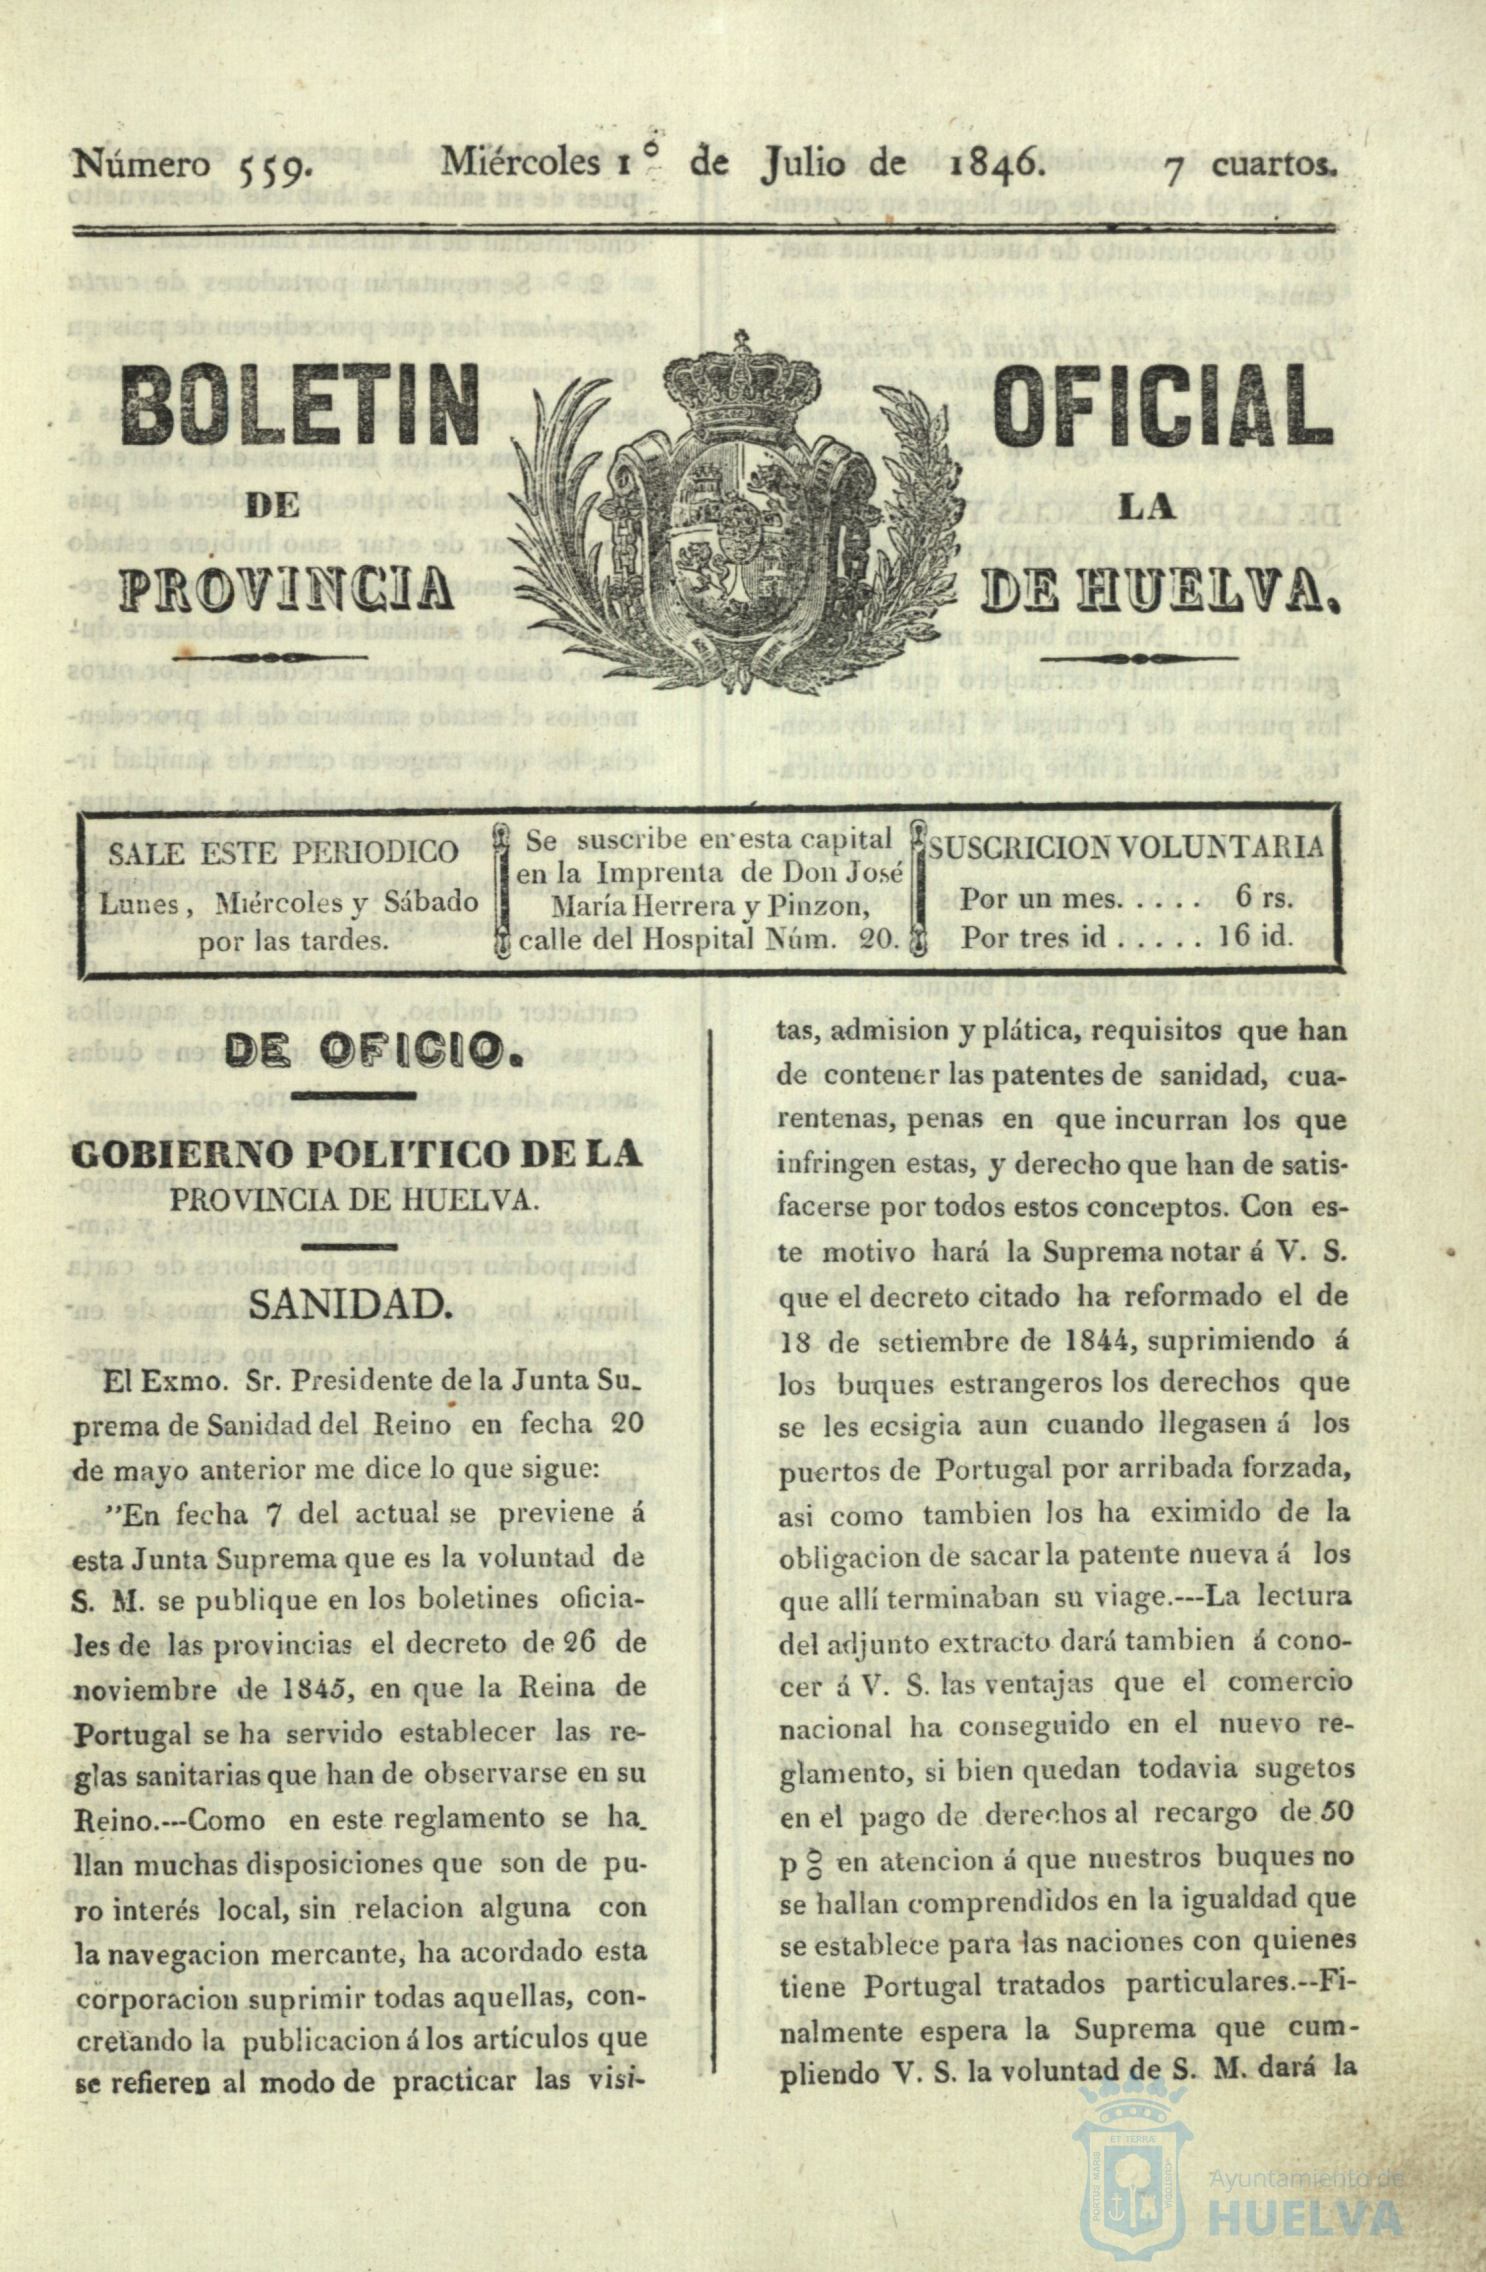 Número 559. Miércoles 1º de Julio de 1846. 7 cuartos.
BOLETIN OFICIAL
DE LA
PROVINCIA DE HUELVA.
SALE ESTE PERIODICO
Lunes, Miércoles y Sábado
por las tardes.
Se suscribe en esta capital
en la Imprenta de Don José
María Herrera y Pinzon,
calle del Hospital Núm. 20.
SUSCRICION VOLUNTARIA
Por un mes. . . . . 6 rs.
Por tres id . . . . . 16 id.
DE OFICIO.
GOBIERNO POLITICO DE LA
PROVINCIA DE HUELVA.
SANIDAD.
El Exmo. Sr. Presidente de la Junta Su-
prema de Sanidad del Reino en fecha 20
de mayo anterior me dice lo que sigue:
"En fecha 7 del actual se previene á
esta Junta Suprema que es la voluntad de
S. M. se publique en los boletines oficia-
les de las provincias el decreto de 26 de
noviembre de 1845, en que la Reina de
Portugal se ha servido establecer las re-
glas sanitarias que han de observarse en su
Reino.---Como en este reglamento se ha-
llan muchas disposiciones que son de pu-
ro interés local, sin relacion alguna con
la navegacion mercante, ha acordado esta
corporacion suprimir todas aquellas, con-
cretando la publicacion á los artículos que
se refieren al modo de practicar las visi-
tas, admision y plática, requisitos que han
de contener las patentes de sanidad, cua-
rentenas, penas en que incurran los que
infringen estas, y derecho que han de satis-
facerse por todos estos conceptos. Con es-
te motivo hará la Suprema notar á V. S.
que el decreto citado ha reformado el de
18 de setiembre de 1844, suprimiendo á
los buques estrangeros los derechos que
se les ecsigia aun cuando llegasen á los
puertos de Portugal por arribada forzada,
asi como tambien los ha eximido de la
obligacion de sacar la patente nueva á los
que allí terminaban su viage.---La lectura
del adjunto extracto dará tambien á cono-
cer á V. S. las ventajas que el comercio
nacional ha conseguido en el nuevo re-
glamento, si bien quedan todavia sugetos
en el pago de derechos al recargo de 50
p % en atencion á que nuestros buques no
se hallan comprendidos en la igualdad que
se establece para las naciones con quienes
tiene Portugal tratados particulares.--Fi-
nalmente espera la Suprema que cum-
pliendo V. S. la voluntad de S. M. dará la
PORTUS MARIS
ET TERRÆ
CUSTODIA
Ayuntamiento de
HUELVA